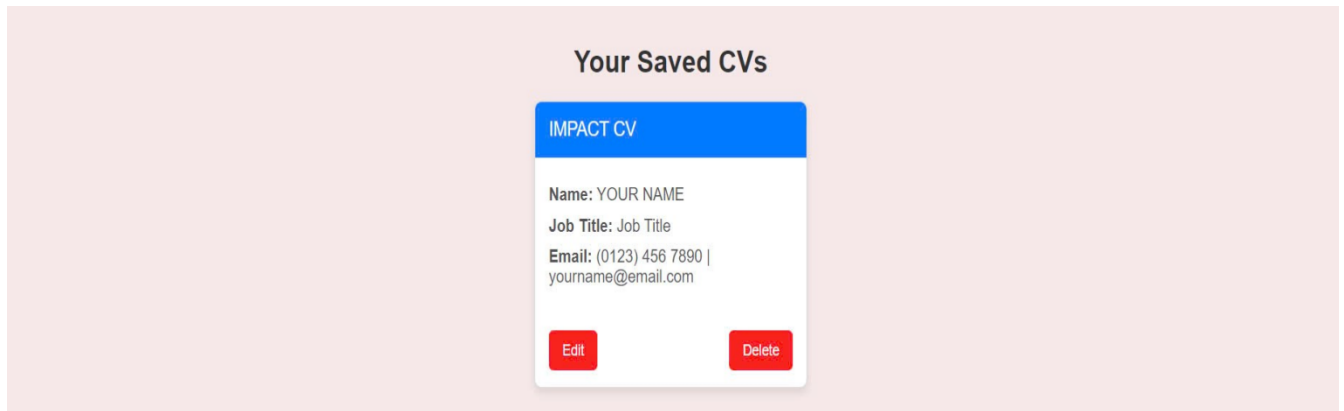 Your Saved CVs
IMPACT CV
Name: YOUR NAME
Job Title: Job Title
Email: (0123) 456 7890 |
yourname@email.com
Edit Delete